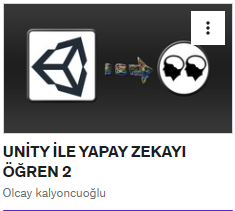 UNİTY İLE YAPAY ZEKAYI
ÖĞREN 2
Olcay kalyoncuoğlu